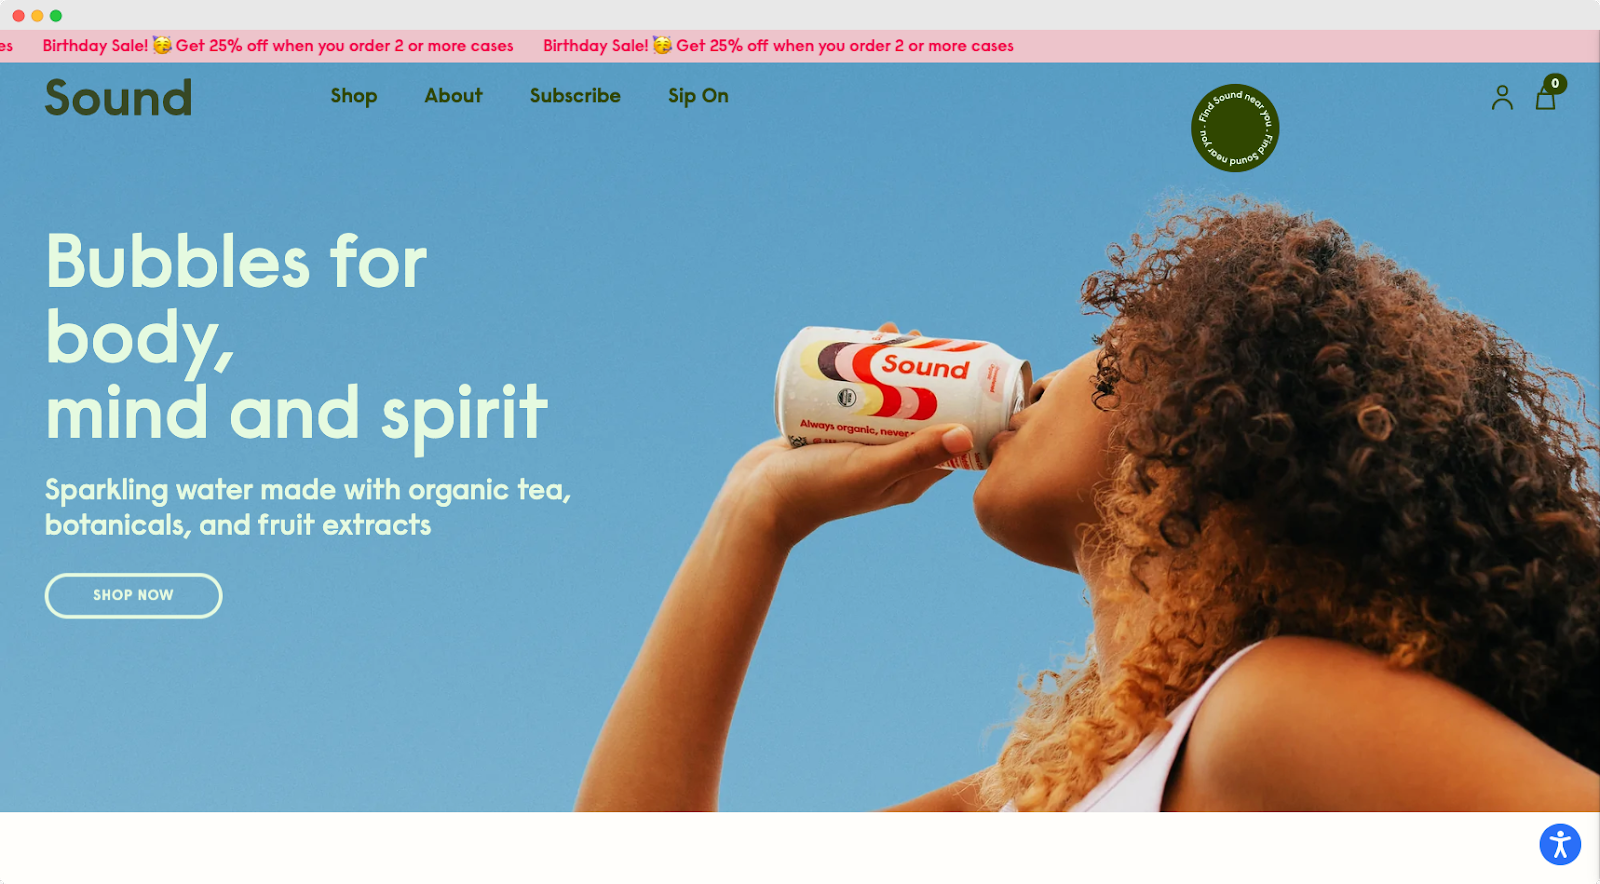 es Birthday Sale! 🥳 Get 25% off when you order 2 or more cases Birthday Sale! 🥳 Get 25% off when you order 2 or more cases
Sound Shop About Subscribe Sip On 0
Find Sound near you · Find Sound near you ·
Bubbles for
body,
mind and spirit
Sparkling water made with organic tea,
botanicals, and fruit extracts
SHOP NOW
Sound
Always organic, never